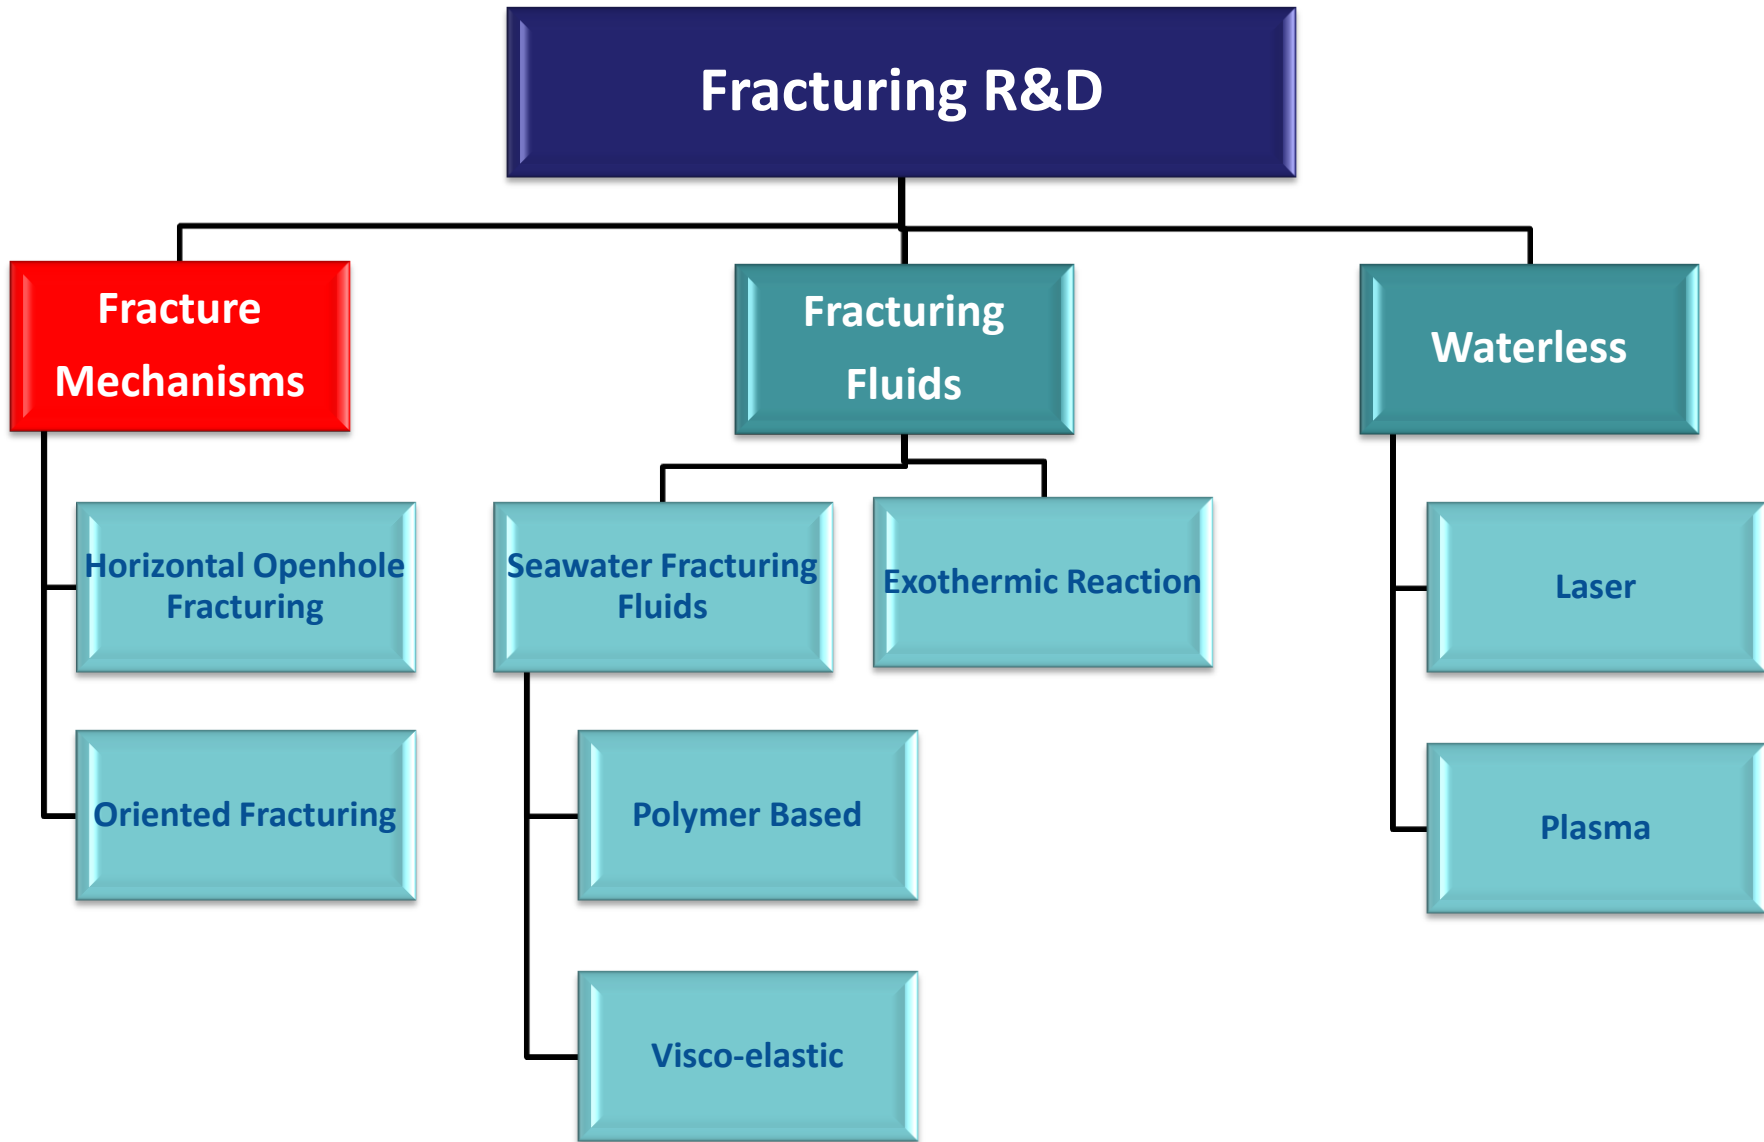 Fracturing R&D
Fracture
Mechanisms
Fracturing
Fluids
Waterless
Horizontal Openhole
Fracturing
Seawater Fracturing
Fluids
Exothermic Reaction
Laser
Oriented Fracturing
Polymer Based
Plasma
Visco-elastic